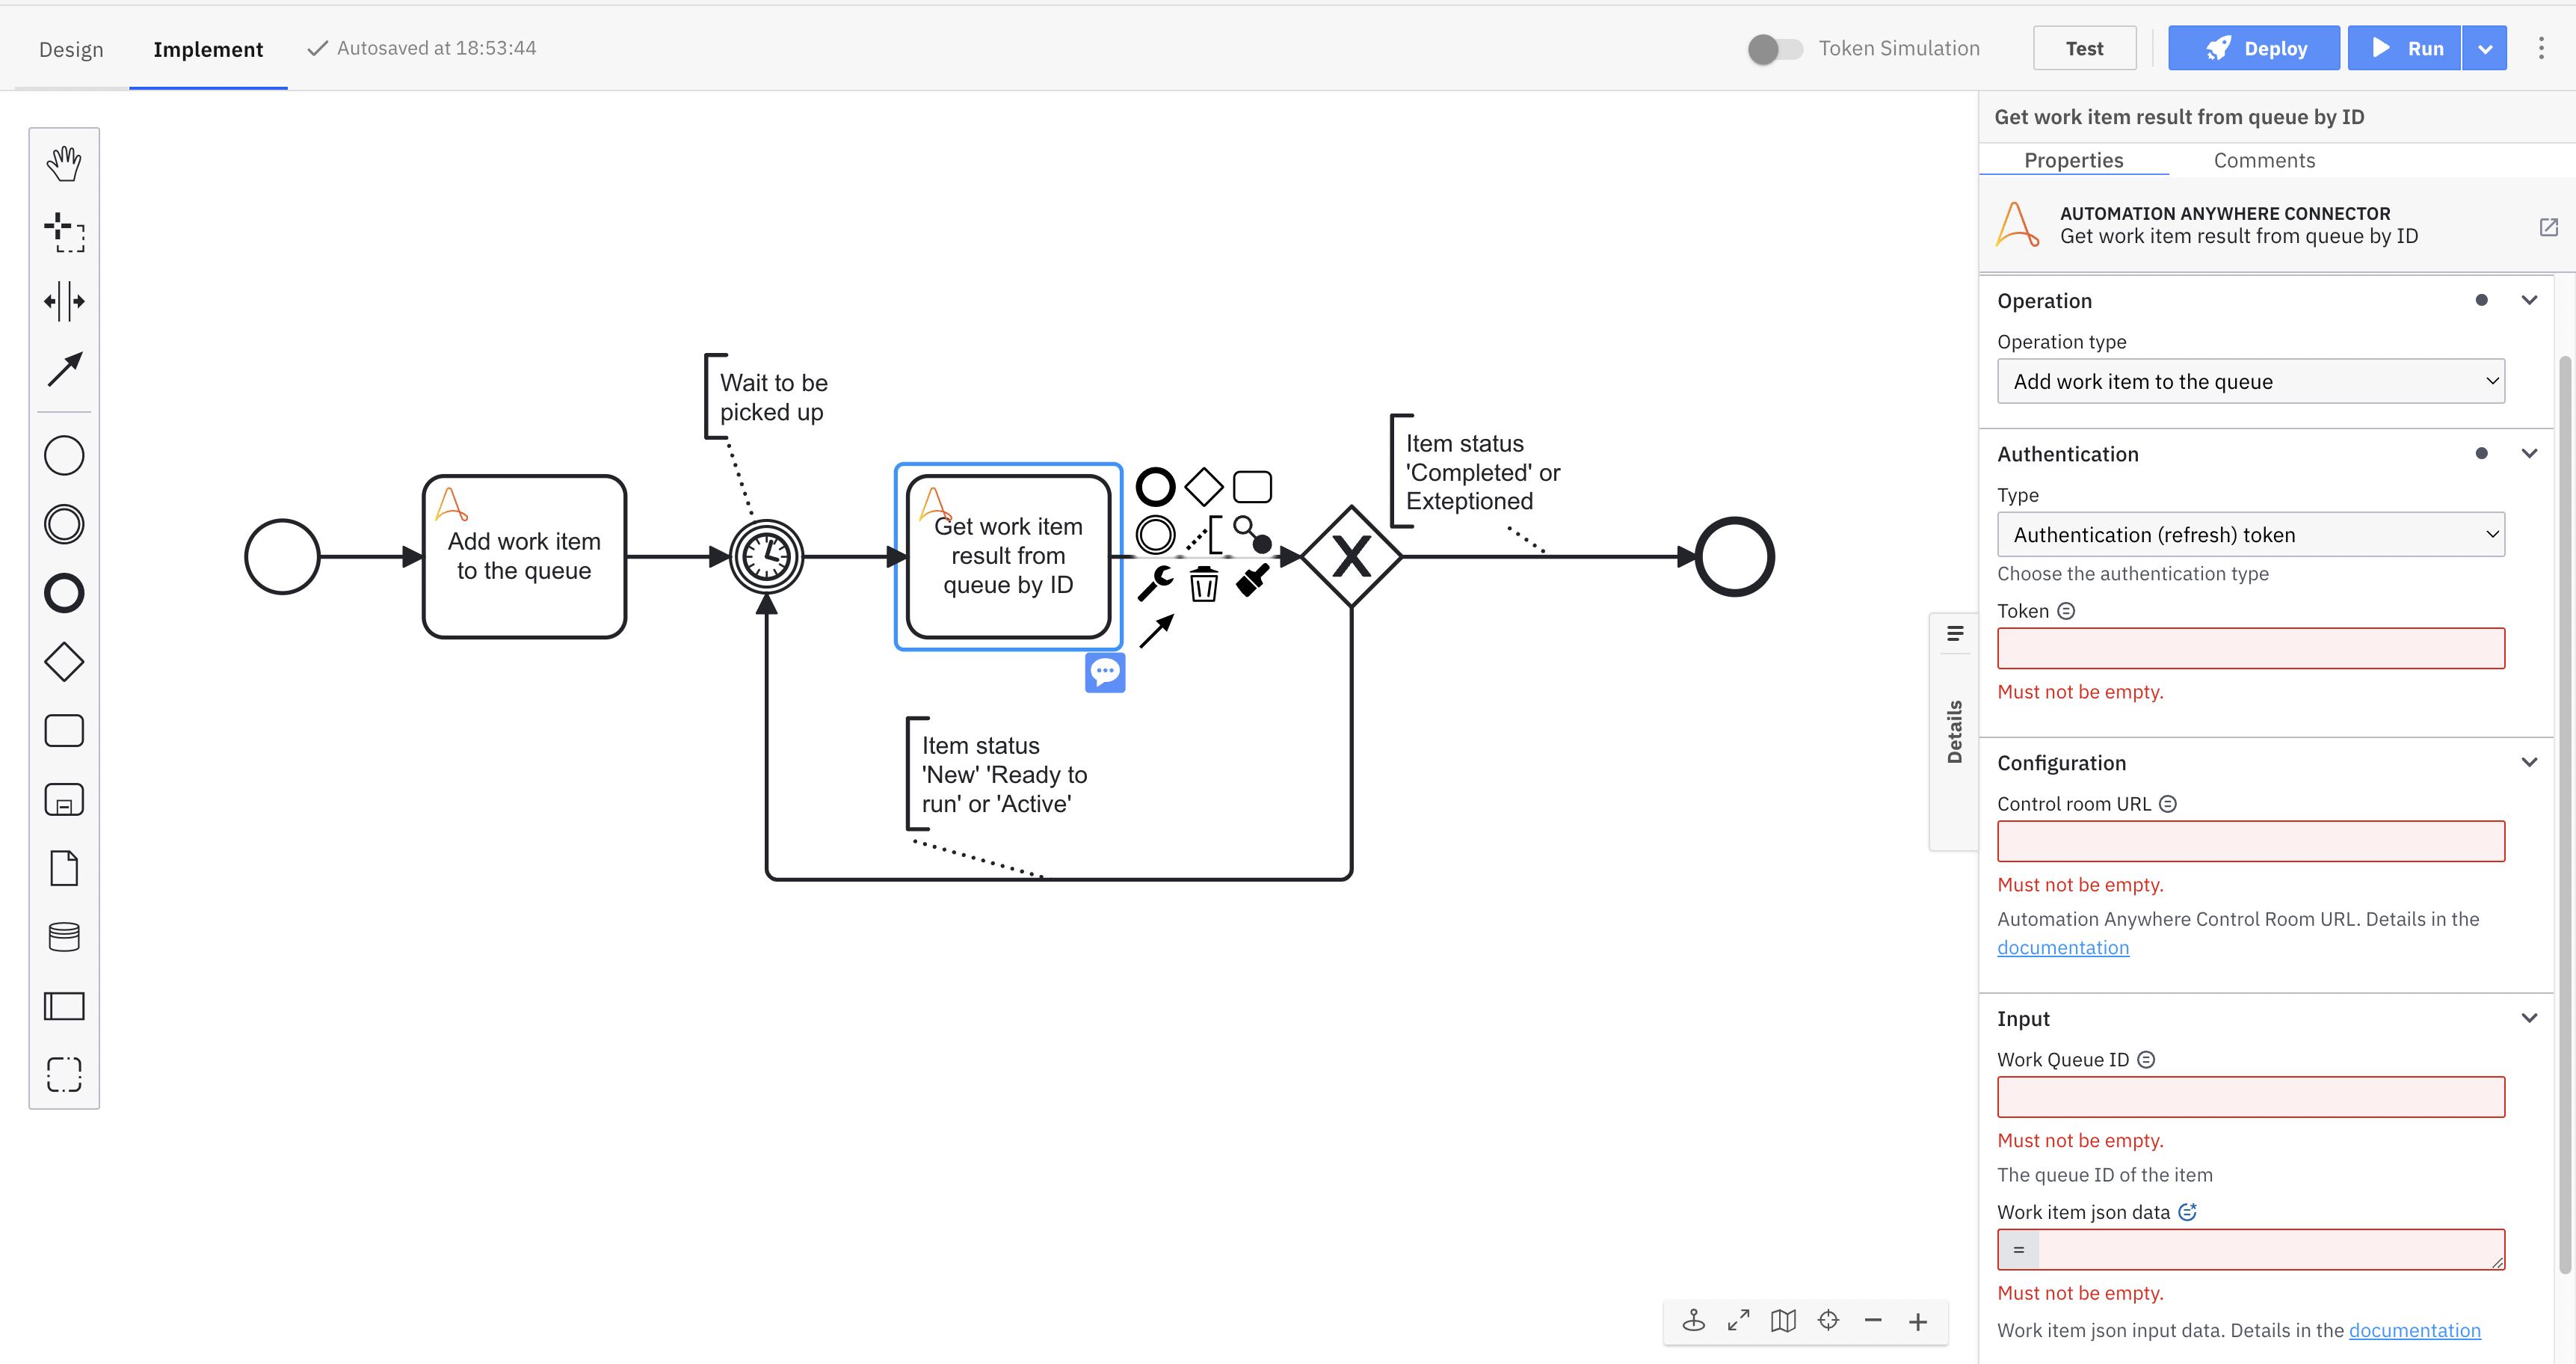 Design
Implement
Autosaved at 18:53:44
Token Simulation
Test
Deploy
Run
Wait to be
picked up
Add work item
to the queue
Get work item
result from
queue by ID
Item status
'Completed' or
Exteptioned
Item status
'New' 'Ready to
run' or 'Active'
Details
Get work item result from queue by ID
Properties
Comments
AUTOMATION ANYWHERE CONNECTOR
Get work item result from queue by ID
Operation
Operation type
Add work item to the queue
Authentication
Type
Authentication (refresh) token
Choose the authentication type
Token
Must not be empty.
Configuration
Control room URL
Must not be empty.
Automation Anywhere Control Room URL. Details in the
documentation
Input
Work Queue ID
Must not be empty.
The queue ID of the item
Work item json data
=
Must not be empty.
Work item json input data. Details in the documentation